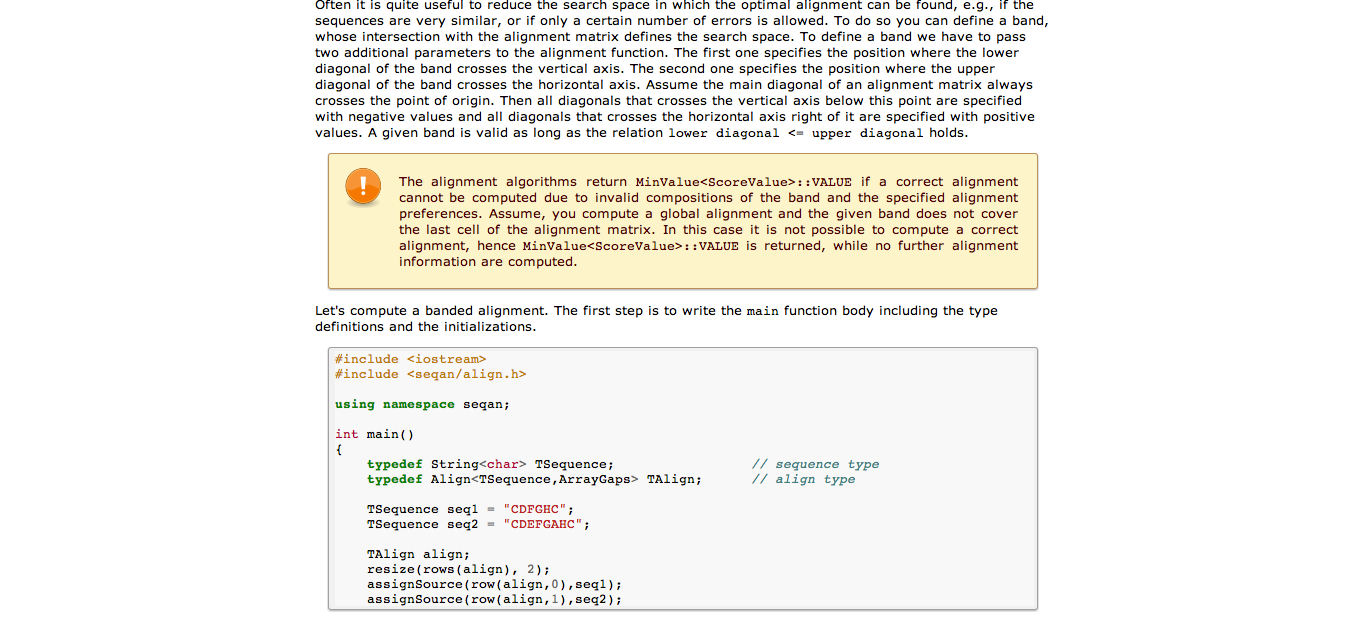 Often it is quite useful to reduce the search space in which the optimal alignment can be found, e.g., if the
sequences are very similar, or if only a certain number of errors is allowed. To do so you can define a band,
whose intersection with the alignment matrix defines the search space. To define a band we have to pass
two additional parameters to the alignment function. The first one specifies the position where the lower
diagonal of the band crosses the vertical axis. The second one specifies the position where the upper
diagonal of the band crosses the horizontal axis. Assume the main diagonal of an alignment matrix always
crosses the point of origin. Then all diagonals that crosses the vertical axis below this point are specified
with negative values and all diagonals that crosses the horizontal axis right of it are specified with positive
values. A given band is valid as long as the relation lower diagonal <= upper diagonal holds.
!
The alignment algorithms return MinValue<ScoreValue>::VALUE if a correct alignment
cannot be computed due to invalid compositions of the band and the specified alignment
preferences. Assume, you compute a global alignment and the given band does not cover
the last cell of the alignment matrix. In this case it is not possible to compute a correct
alignment, hence MinValue<ScoreValue>::VALUE is returned, while no further alignment
information are computed.
Let's compute a banded alignment. The first step is to write the main function body including the type
definitions and the initializations.
#include <iostream>
#include <seqan/align.h>
using namespace seqan;
int main()
{
typedef String<char> TSequence; // sequence type
typedef Align<TSequence,ArrayGaps> TAlign; // align type
TSequence seq1 = "CDFGHC";
TSequence seq2 = "CDEFGAHC";
TAlign align;
resize(rows(align), 2);
assignSource(row(align,0),seq1);
assignSource(row(align,1),seq2);